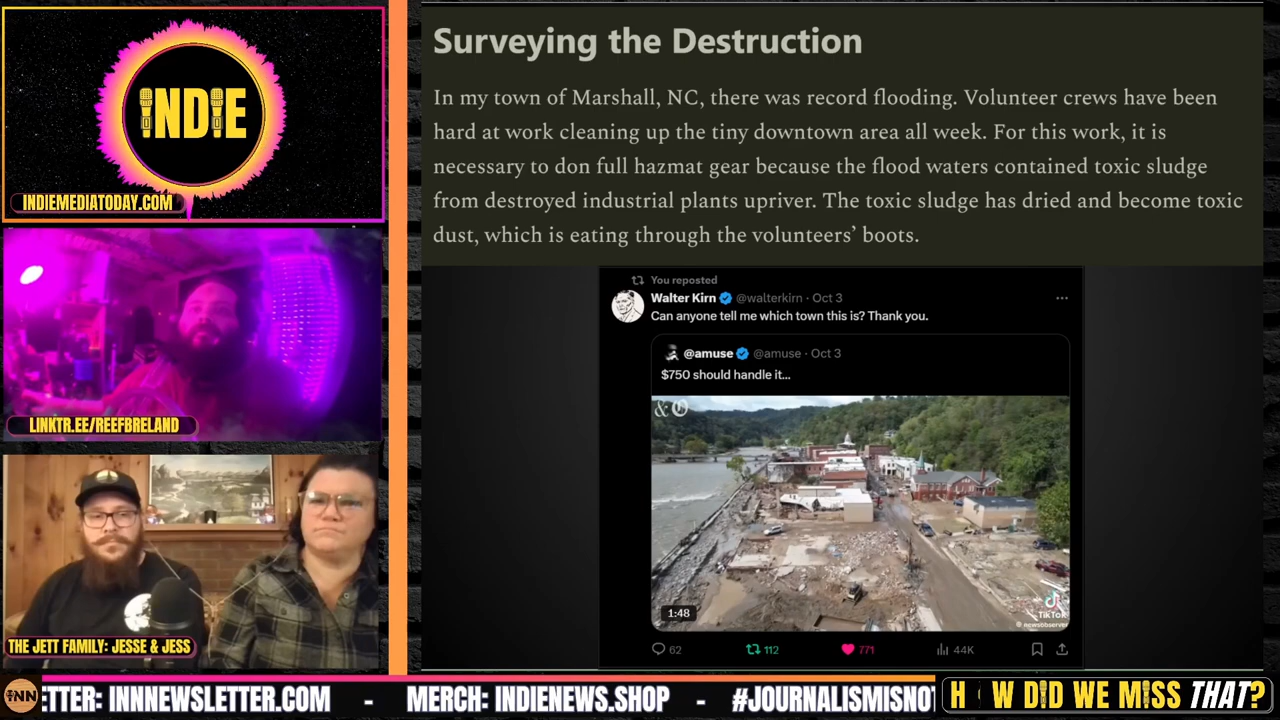 INDIE
INDIEMEDIATODAY.COM
LINKTR.EE/REEFBRELAND
THE JETT FAMILY: JESSE & JESS
Surveying the Destruction
In my town of Marshall, NC, there was record flooding. Volunteer crews have been
hard at work cleaning up the tiny downtown area all week. For this work, it is
necessary to don full hazmat gear because the flood waters contained toxic sludge
from destroyed industrial plants upriver. The toxic sludge has dried and become toxic
dust, which is eating through the volunteers’ boots.
You reposted
Walter Kirn @walterkirn · Oct 3
Can anyone tell me which town this is? Thank you.
@amuse @amuse · Oct 3
$750 should handle it...
&O
1:48
TikTok
newsobserver
62 112 771 44K
INN
ETTER: INNNEWSLETTER.COM - MERCH: INDIENEWS.SHOP - #JOURNALISMISNOT
H W DID WE MISS THAT?